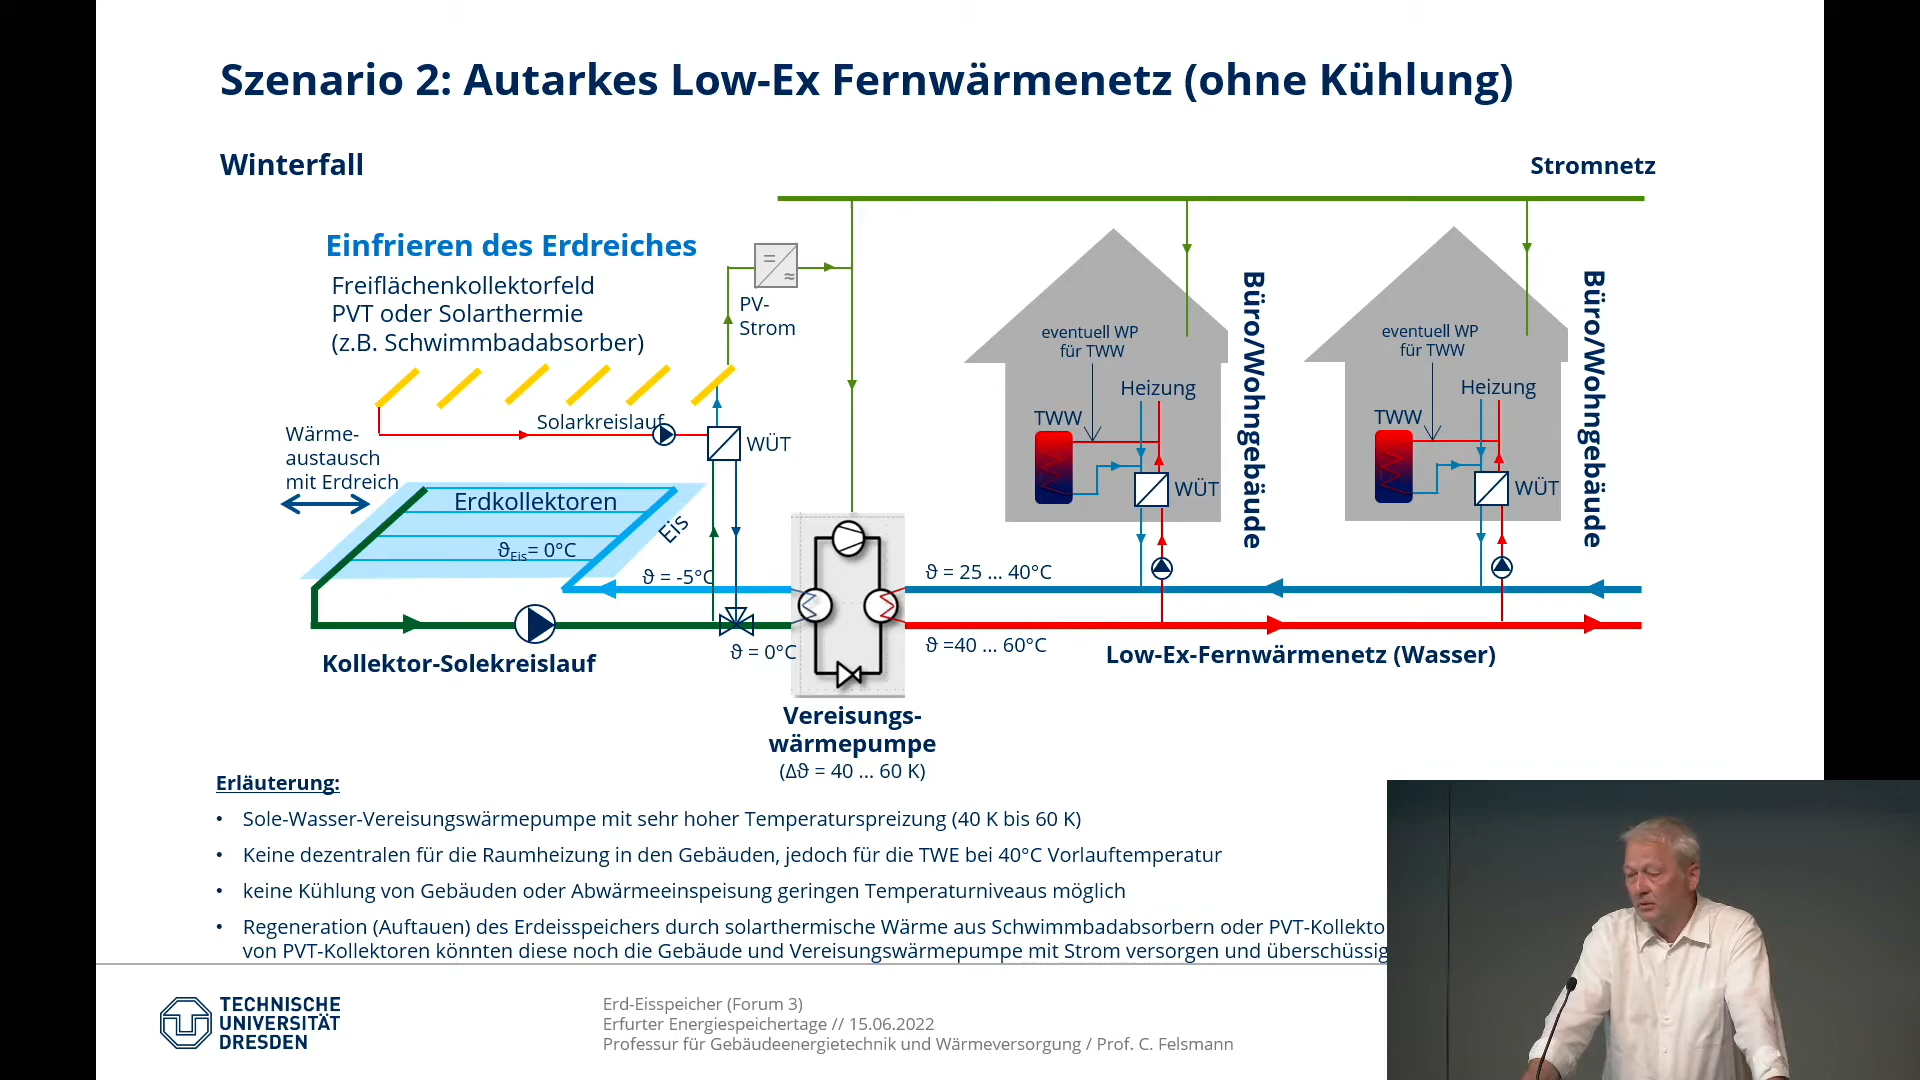 Szenario 2: Autarkes Low-Ex Fernwärmenetz (ohne Kühlung)
Winterfall
Stromnetz
Einfrieren des Erdreiches
Freiflächenkollektorfeld
PVT oder Solarthermie
(z.B. Schwimmbadabsorber)
=
≈
PV-
Strom
Solarkreislauf
WÜT
Wärme-
austausch
mit Erdreich
Erdkollektoren
ϑEis= 0°C
Eis
ϑ = -5°C
ϑ = 0°C
Kollektor-Solekreislauf
Vereisungs-
wärmepumpe
(Δϑ = 40 ... 60 K)
ϑ = 25 ... 40°C
ϑ =40 ... 60°C
Low-Ex-Fernwärmenetz (Wasser)
eventuell WP
für TWW
Heizung
TWW
WÜT
Büro/Wohngebäude
eventuell WP
für TWW
Heizung
TWW
WÜT
Büro/Wohngebäude
Erläuterung:
• Sole-Wasser-Vereisungswärmepumpe mit sehr hoher Temperaturspreizung (40 K bis 60 K)
• Keine dezentralen für die Raumheizung in den Gebäuden, jedoch für die TWE bei 40°C Vorlauftemperatur
• keine Kühlung von Gebäuden oder Abwärmeeinspeisung geringen Temperaturniveaus möglich
• Regeneration (Auftauen) des Erdeisspeichers durch solarthermische Wärme aus Schwimmbadabsorbern oder PVT-Kollekto
von PVT-Kollektoren könnten diese noch die Gebäude und Vereisungswärmepumpe mit Strom versorgen und überschüssig
TECHNISCHE
UNIVERSITÄT
DRESDEN
Erd-Eisspeicher (Forum 3)
Erfurter Energiespeichertage // 15.06.2022
Professur für Gebäudeenergietechnik und Wärmeversorgung / Prof. C. Felsmann